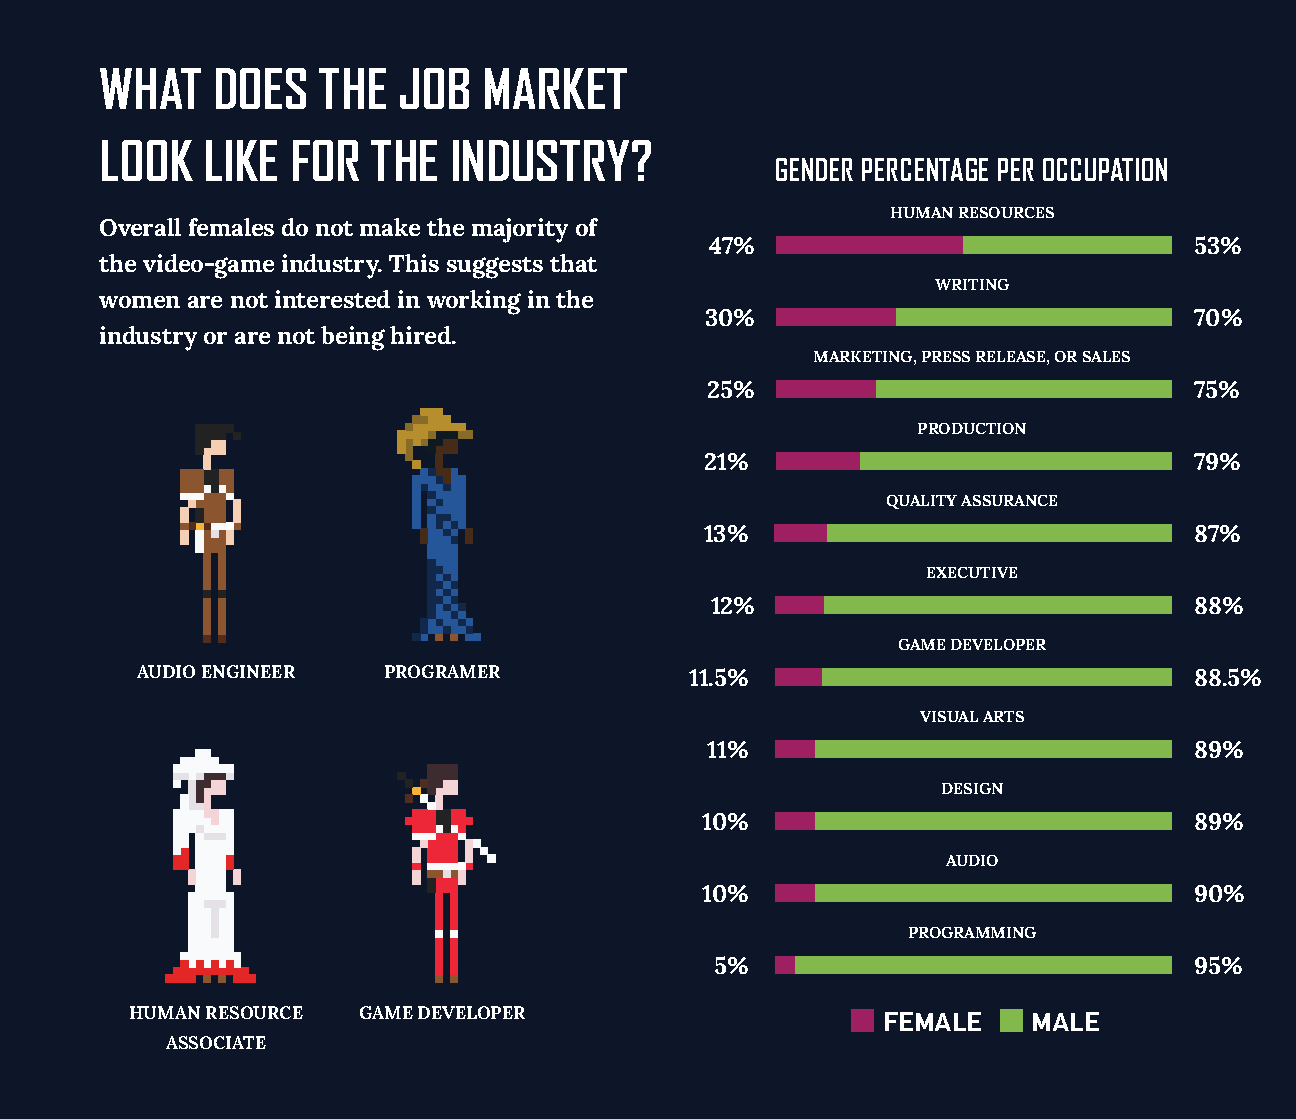 WHAT DOES THE JOB MARKET
LOOK LIKE FOR THE INDUSTRY?
Overall females do not make the majority of
the video-game industry. This suggests that
women are not interested in working in the
industry or are not being hired.
AUDIO ENGINEER
PROGRAMER
HUMAN RESOURCE
ASSOCIATE
GAME DEVELOPER
GENDER PERCENTAGE PER OCCUPATION
HUMAN RESOURCES
47% 53%
WRITING
30% 70%
MARKETING, PRESS RELEASE, OR SALES
25% 75%
PRODUCTION
21% 79%
QUALITY ASSURANCE
13% 87%
EXECUTIVE
12% 88%
GAME DEVELOPER
11.5% 88.5%
VISUAL ARTS
11% 89%
DESIGN
10% 89%
AUDIO
10% 90%
PROGRAMMING
5% 95%
FEMALE MALE